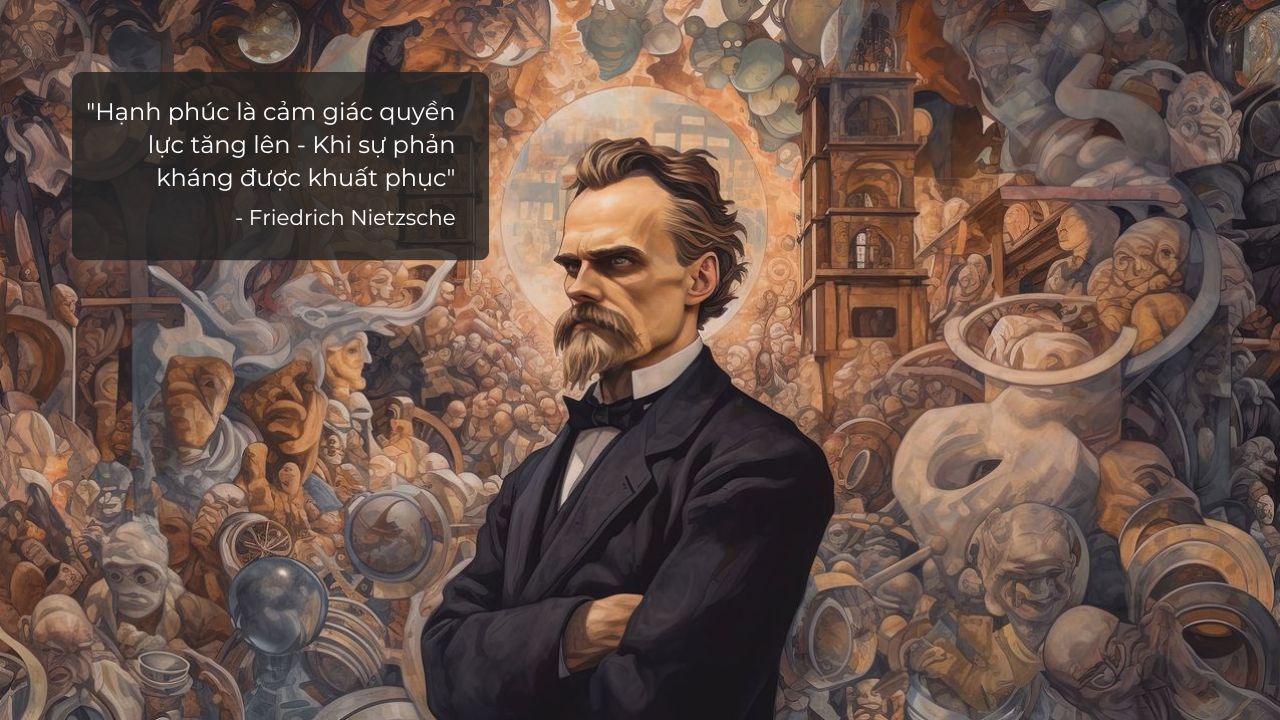 "Hạnh phúc là cảm giác quyền
lực tăng lên - Khi sự phản
kháng được khuất phục"
- Friedrich Nietzsche